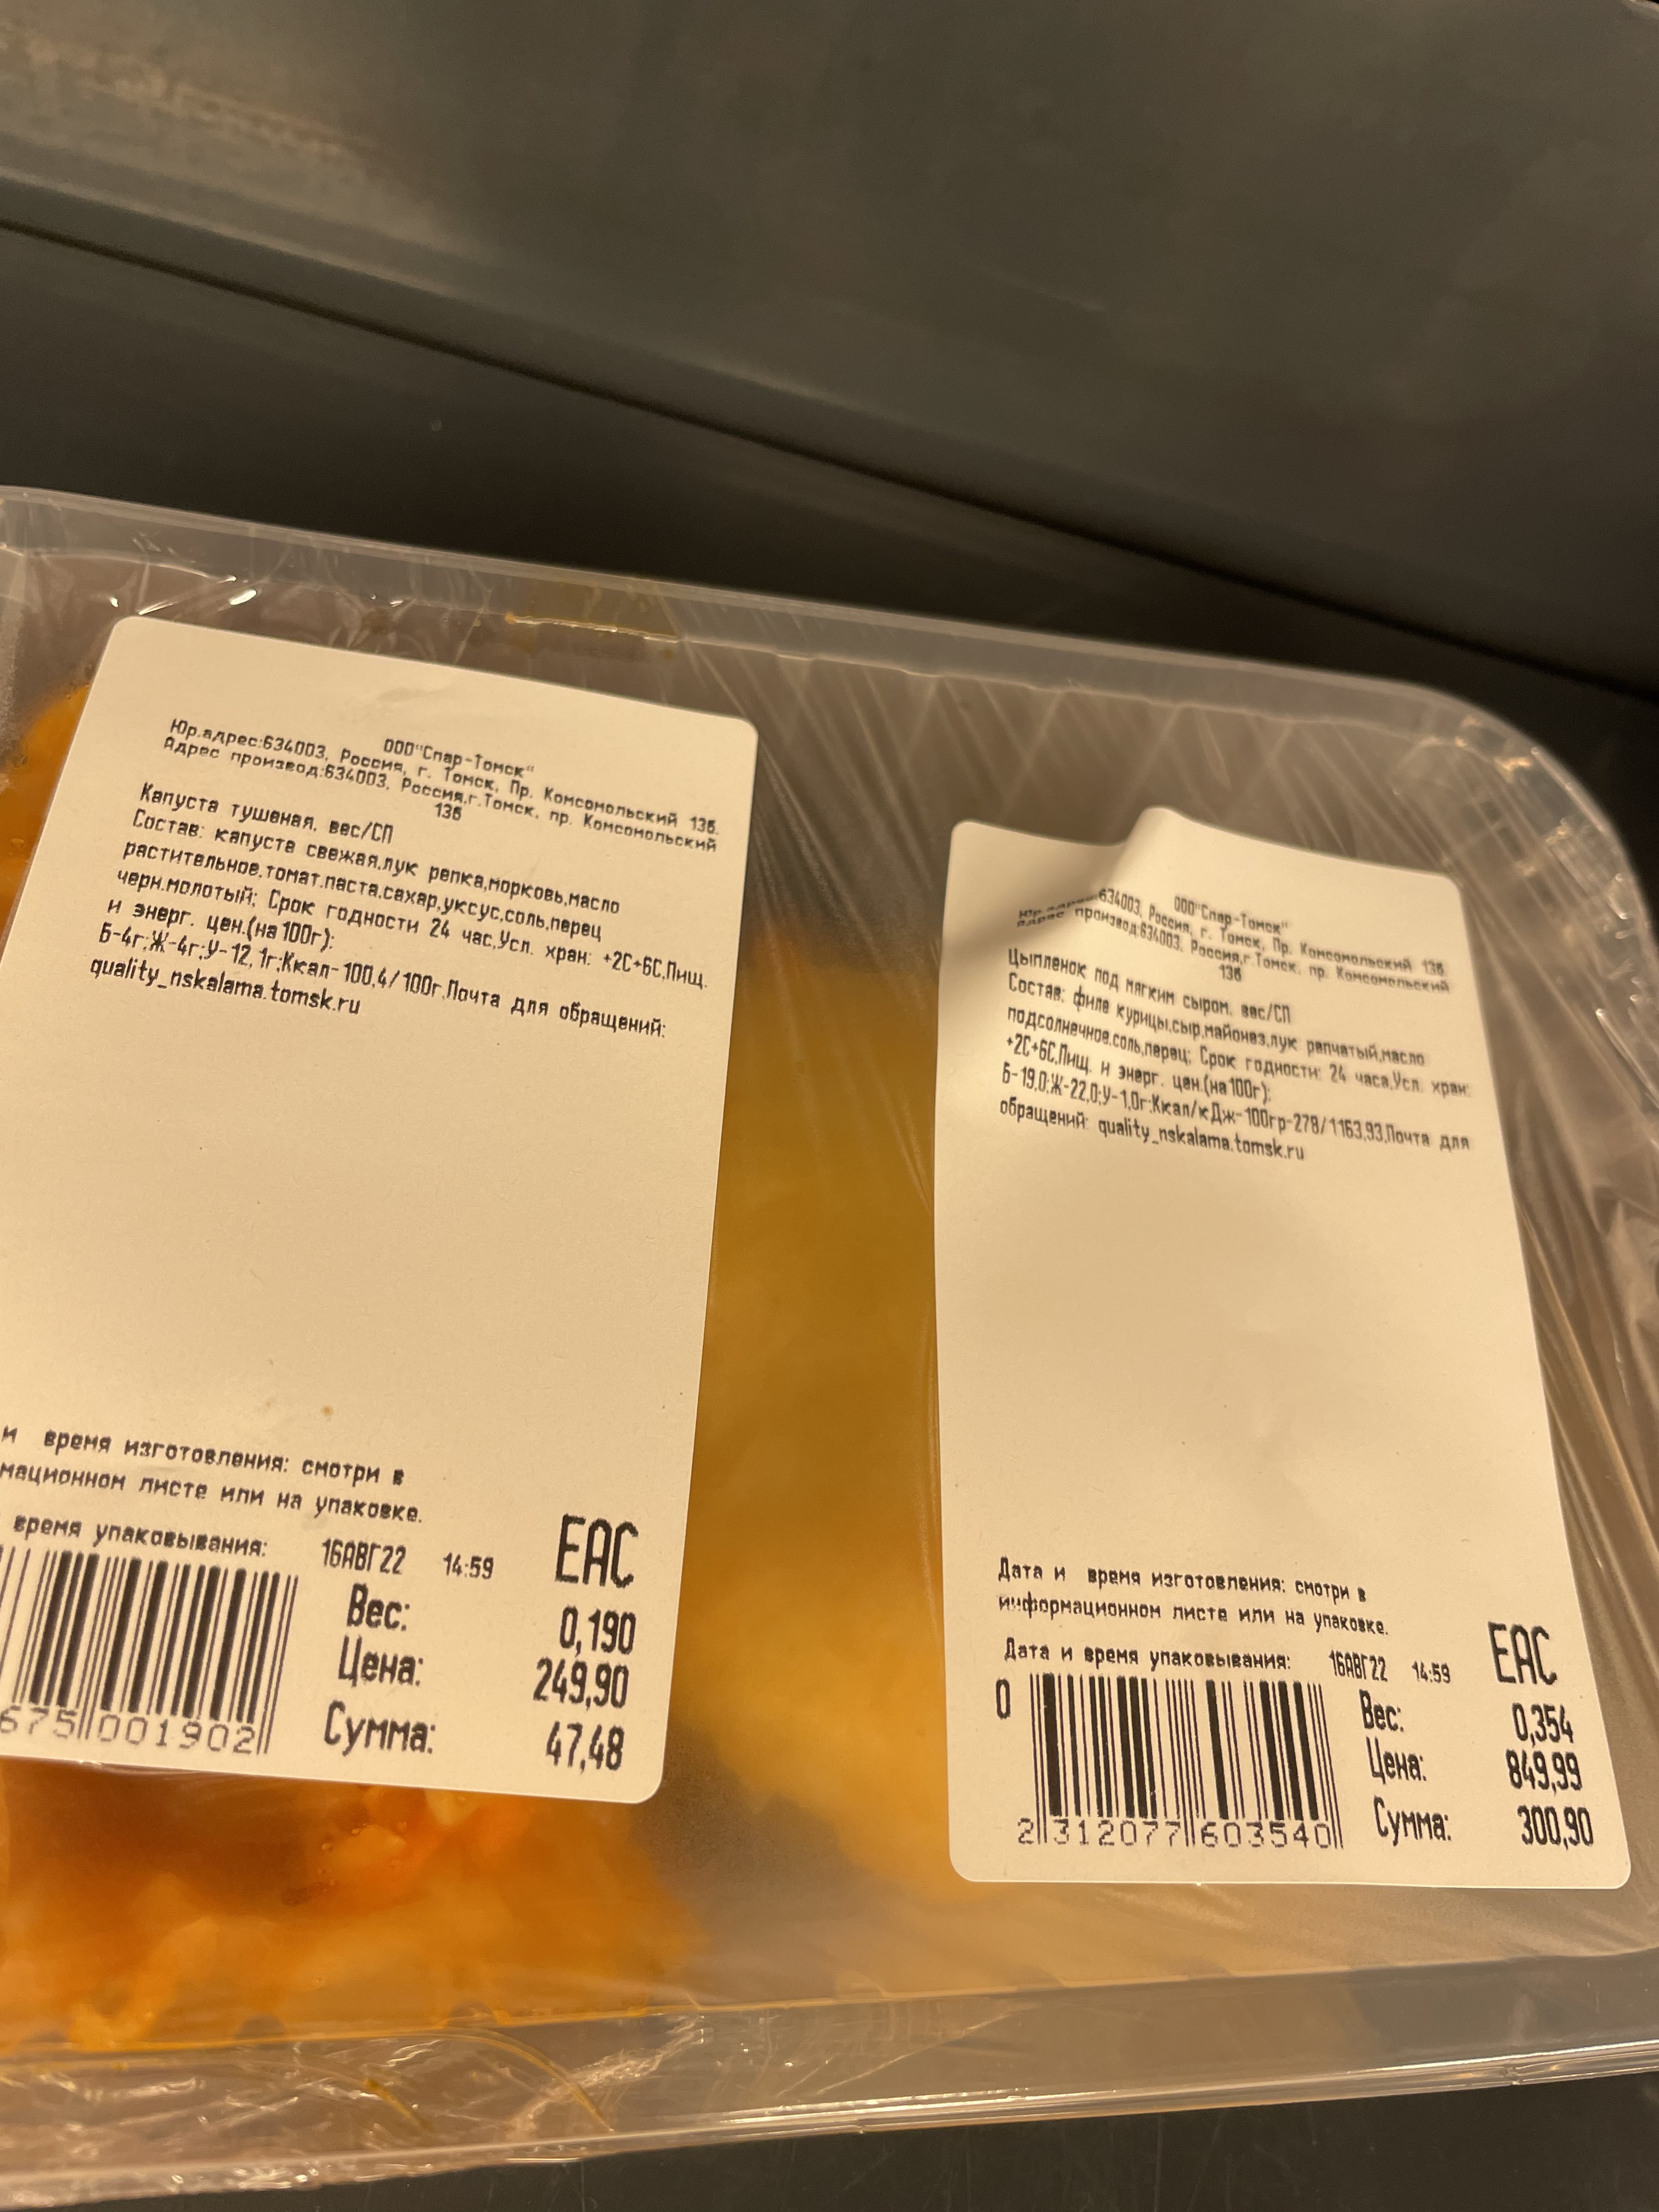 ООО"Спар-Томск"
Юр.адрес:634003, Россия, г. Томск, Пр. Комсомольский 13б.
Адрес производ:634003, Россия,г.Томск, пр. Комсомольский
13б
Капуста тушеная, вес/СП
Состав: капуста свежая,лук репка,морковь,масло
растительное,томат.паста,сахар,уксус,соль,перец
черн.молотый; Срок годности 24 час,Усл. хран: +2С+6С,Пищ.
и энерг. цен.(на100г):
Б-4г;Ж-4г;У-12,1г;Ккал-100,4/100г,Почта для обращений:
quality_nskalama.tomsk.ru
и время изготовления: смотри в
мационном листе или на упаковке.
время упаковывания: 16АВГ22 14:59
EAC
Вес: 0,190
Цена: 249,90
Сумма: 47,48
675 001902
ООО"Спар-Томск"
Юр.адрес:634003, Россия, г. Томск, Пр. Комсомольский 13б.
Адрес производ:634003, Россия,г.Томск, пр. Комсомольский
13б
Цыпленок под мягким сыром, вес/СП
Состав: филе курицы,сыр,майонез,лук репчатый,масло
подсолнечное,соль,перец; Срок годности: 24 часа,Усл. хран:
+2С+6С,Пищ. и энерг. цен.(на100г):
Б-19,0;Ж-22,0;У-1,0г;Ккал/кДж-100гр-278/1163,93,Почта для
обращений: quality_nskalama.tomsk.ru
Дата и время изготовления: смотри в
информационном листе или на упаковке.
Дата и время упаковывания: 16АВГ22 14:59
EAC
0
Вес: 0,354
Цена: 849,99
Сумма: 300,90
2 312077 603540